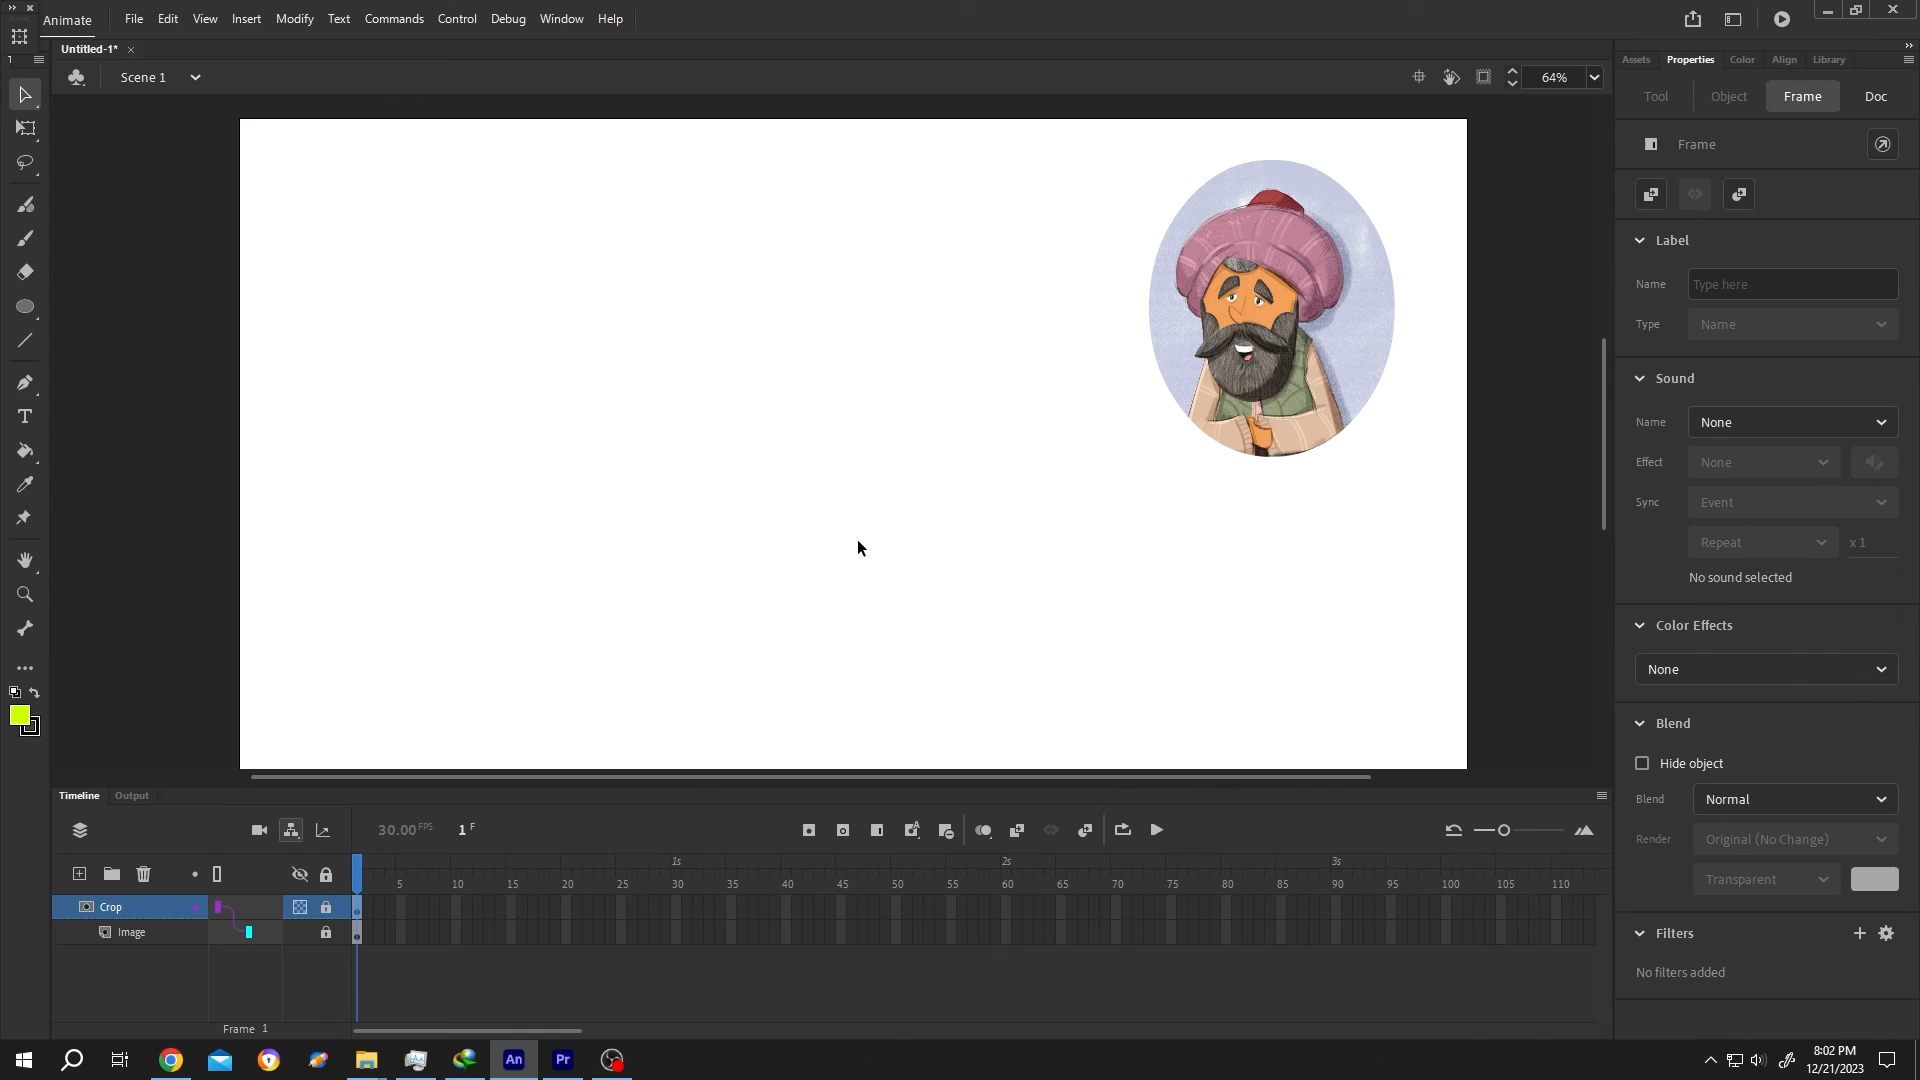 Animate File Edit View Insert Modify Text Commands Control Debug Window Help
Untitled-1*
Scene 1 64%
Assets Properties Color Align Library
Tool Object Frame Doc
Frame
Label
Name Type here
Type Name
Sound
Name None
Effect None
Sync Event
Repeat x 1
No sound selected
Color Effects
None
Blend
Hide object
Blend Normal
Render Original (No Change)
Transparent
Filters
No filters added
Timeline Output
30.00 FPS 1 F
1s 2s 3s
5 10 15 20 25 30 35 40 45 50 55 60 65 70 75 80 85 90 95 100 105 110
Crop
Image
Frame 1
An Pr
8:02 PM
12/21/2023